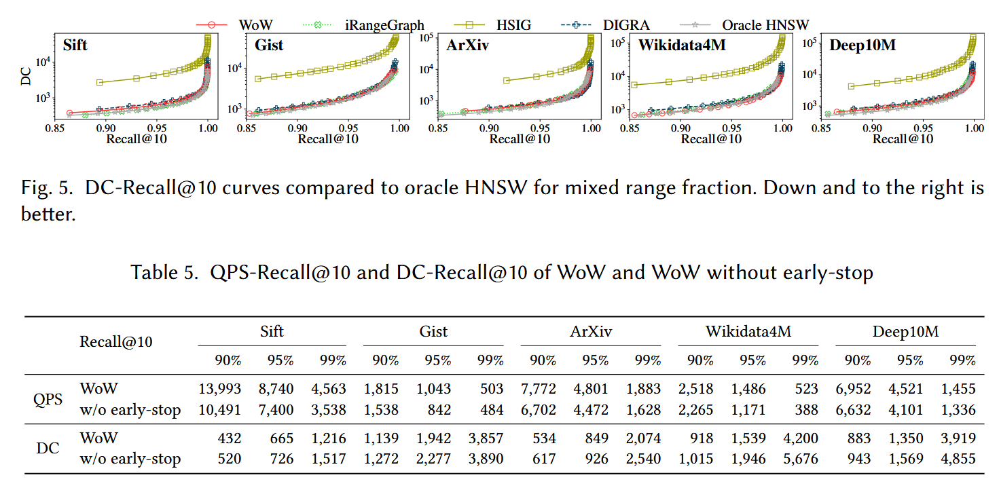 WoW iRangeGraph HSIG DIGRA Oracle HNSW
Sift Gist ArXiv Wikidata4M Deep10M
DC
10^4 10^4 10^5 10^5 10^5
10^3 10^3 10^4 10^4 10^4
10^3 10^3 10^3
0.85 0.90 0.95 1.00 0.85 0.90 0.95 1.00 0.85 0.90 0.95 1.00 0.85 0.90 0.95 1.00 0.85 0.90 0.95 1.00
Recall@10 Recall@10 Recall@10 Recall@10 Recall@10
Fig. 5. DC-Recall@10 curves compared to oracle HNSW for mixed range fraction. Down and to the right is
better.
Table 5. QPS-Recall@10 and DC-Recall@10 of WoW and WoW without early-stop
Recall@10 Sift Gist ArXiv Wikidata4M Deep10M
90% 95% 99% 90% 95% 99% 90% 95% 99% 90% 95% 99% 90% 95% 99%
QPS WoW 13,993 8,740 4,563 1,815 1,043 503 7,772 4,801 1,883 2,518 1,486 523 6,952 4,521 1,455
w/o early-stop 10,491 7,400 3,538 1,538 842 484 6,702 4,472 1,628 2,265 1,171 388 6,632 4,101 1,336
DC WoW 432 665 1,216 1,139 1,942 3,857 534 849 2,074 918 1,539 4,200 883 1,350 3,919
w/o early-stop 520 726 1,517 1,272 2,277 3,890 617 926 2,540 1,015 1,946 5,676 943 1,569 4,855